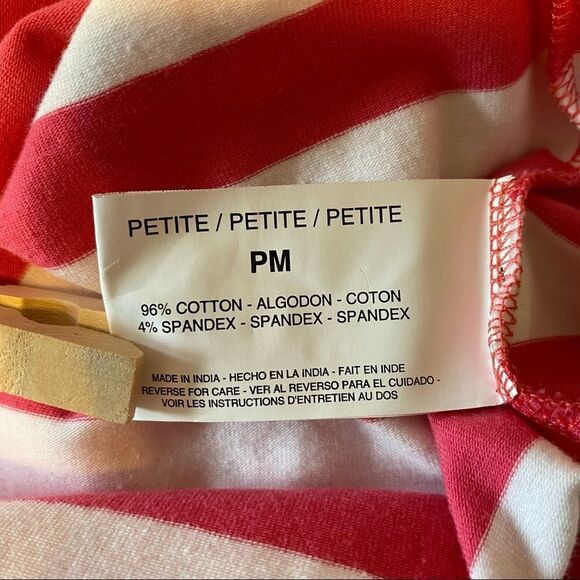 PETITE / PETITE / PETITE
PM
96% COTTON - ALGODON - COTON
4% SPANDEX - SPANDEX - SPANDEX
MADE IN INDIA - HECHO EN LA INDIA - FAIT EN INDE
REVERSE FOR CARE - VER AL REVERSO PARA EL CUIDADO -
VOIR LES INSTRUCTIONS D'ENTRETIEN AU DOS